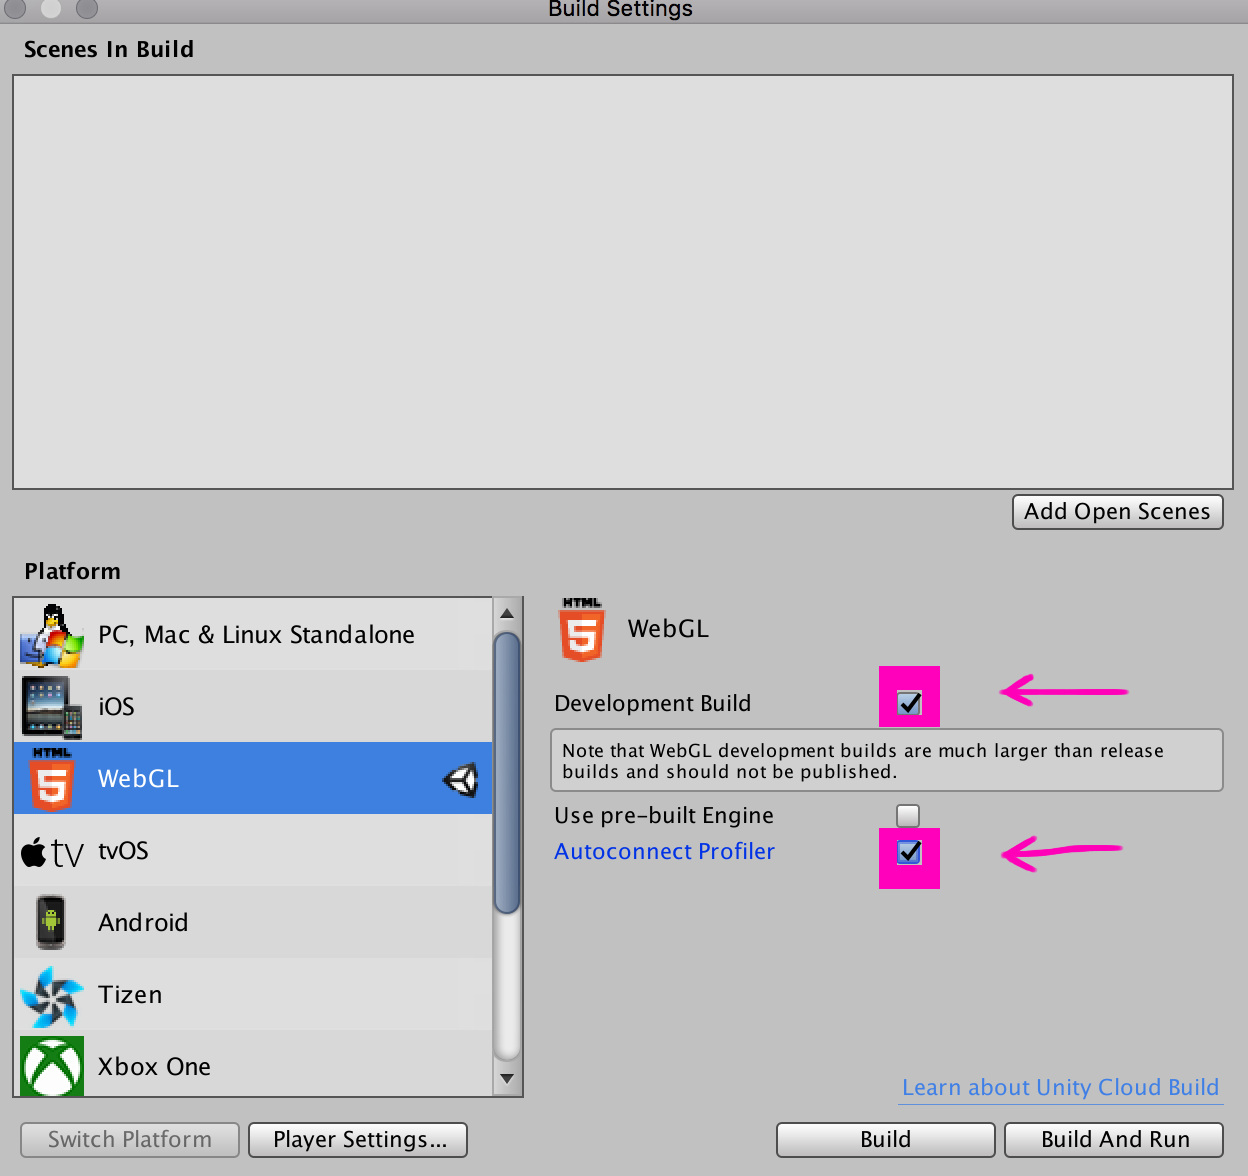 Build Settings
Scenes In Build
Add Open Scenes
Platform
PC, Mac & Linux Standalone
iOS
HTML
5
WebGL
tv
tvOS
Android
Tizen
Xbox One
HTML
5
WebGL
Development Build
Note that WebGL development builds are much larger than release
builds and should not be published.
Use pre-built Engine
Autoconnect Profiler
Learn about Unity Cloud Build
Switch Platform
Player Settings...
Build
Build And Run